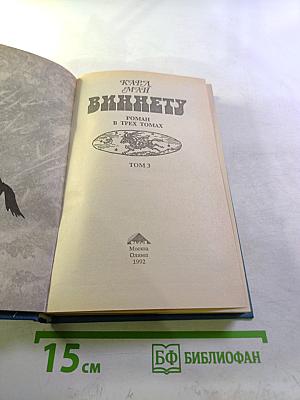 КАРЛ
МАЙ
ВИННЕТУ
РОМАН
В ТРЕХ ТОМАХ
ТОМ 3
Москва
Олимп
1992
15 см
БФ БИБЛИОФАН